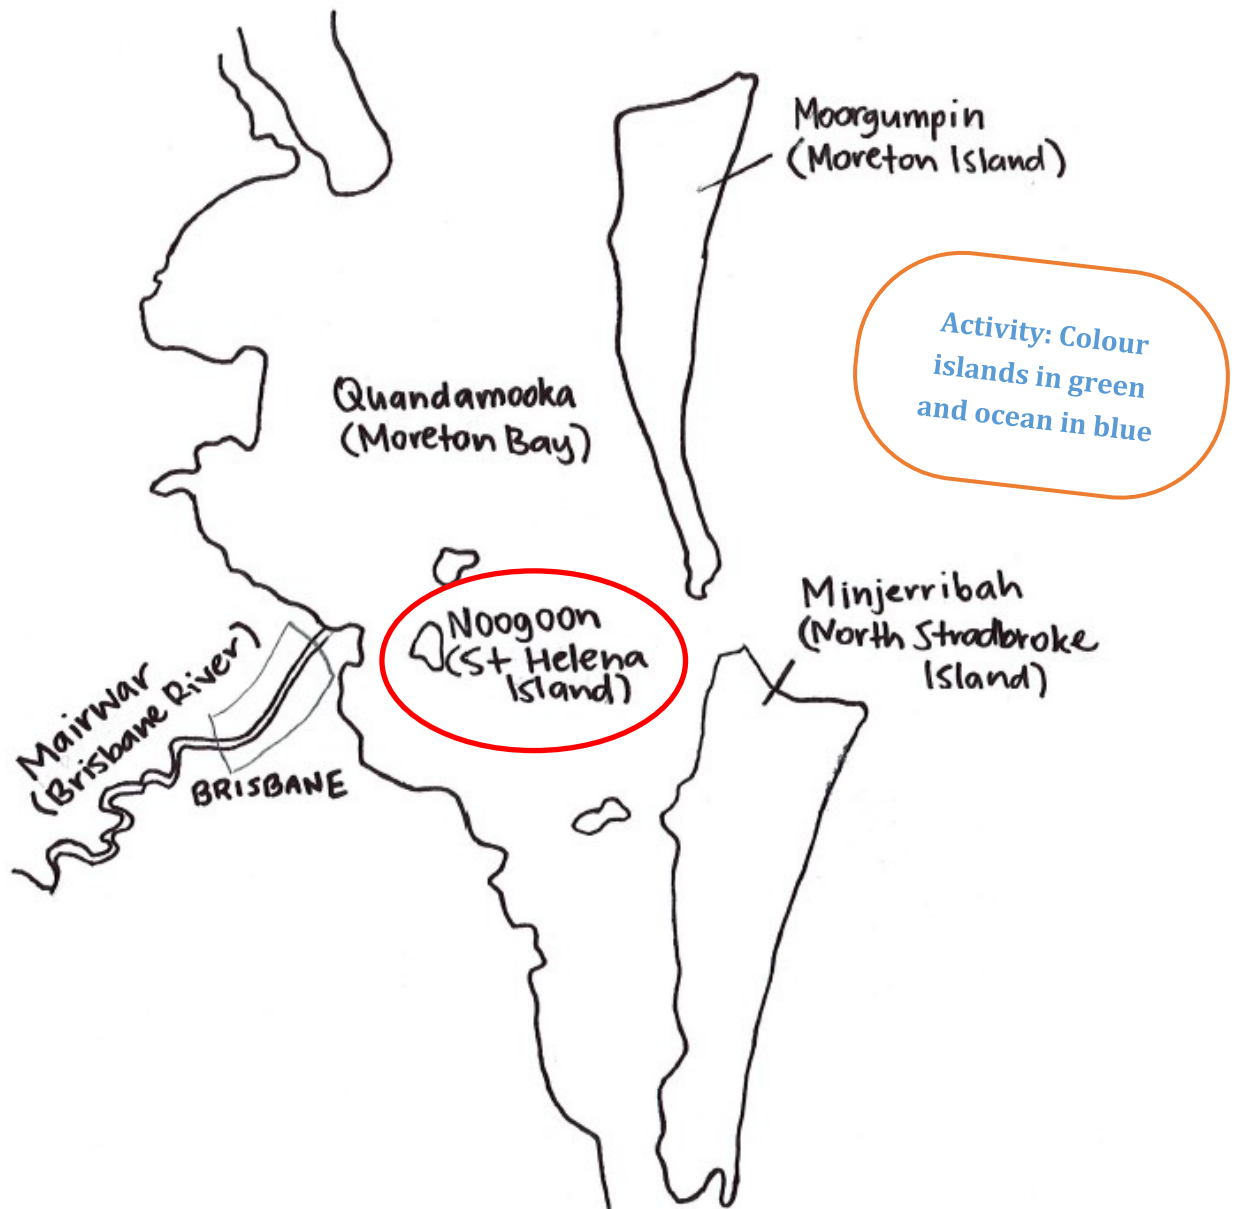 Moorgumpin
(Moreton Island)
Activity: Colour
islands in green
and ocean in blue
Quandamooka
(Moreton Bay)
Minjerribah
(North Stradbroke
Island)
Noogoon
(St Helena
Island)
Mairwar
(Brisbane River)
BRISBANE